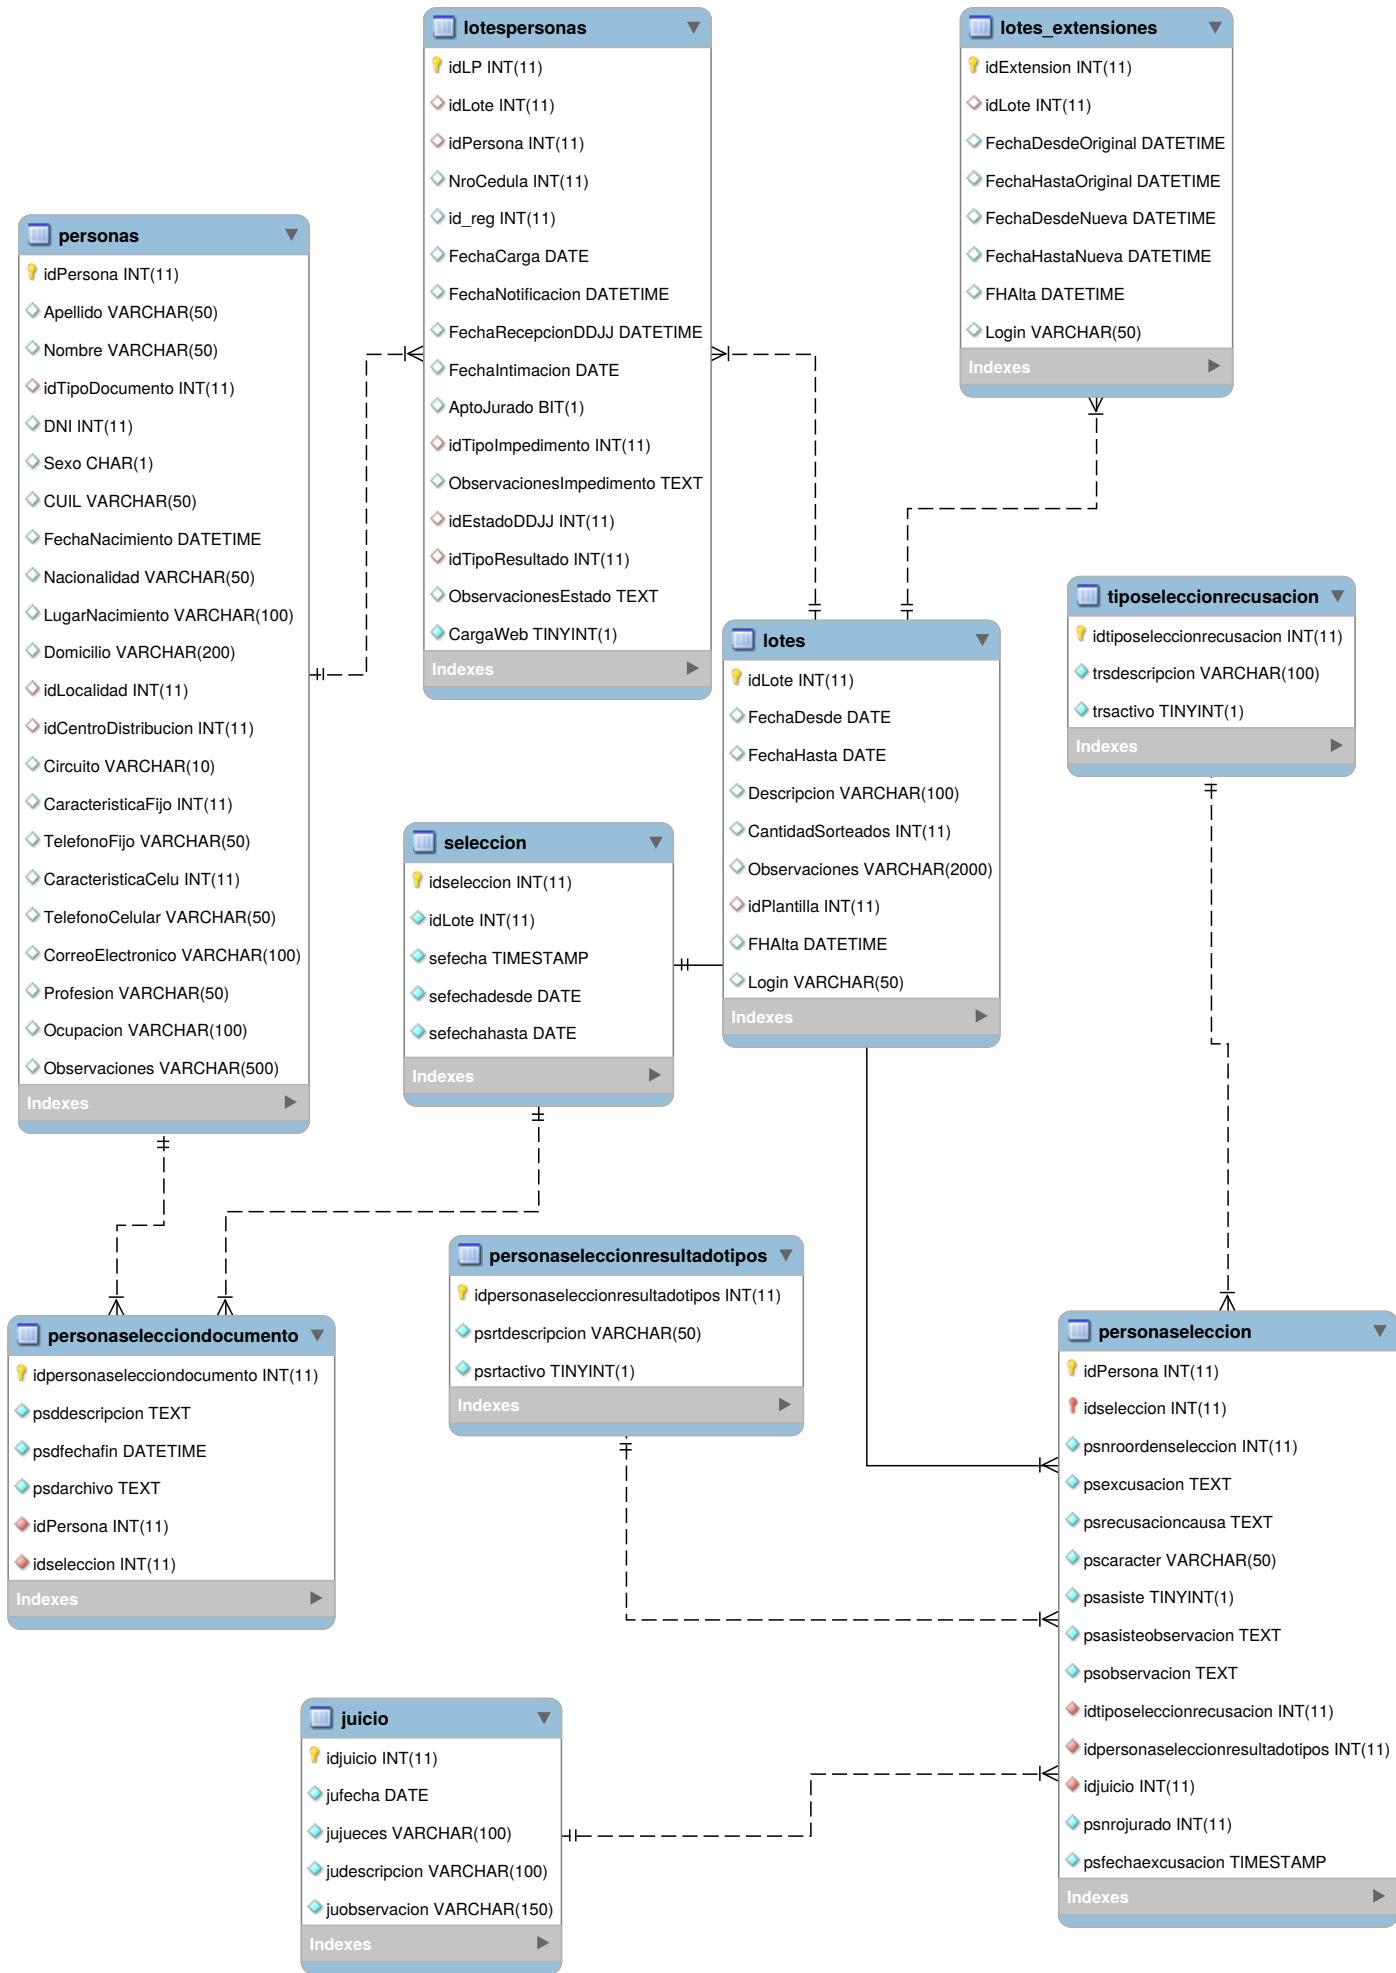 lotespersonas
idLP INT(11)
idLote INT(11)
idPersona INT(11)
NroCedula INT(11)
id_reg INT(11)
FechaCarga DATE
FechaNotificacion DATETIME
FechaRecepcionDDJJ DATETIME
FechaIntimacion DATE
AptoJurado BIT(1)
idTipoImpedimento INT(11)
ObservacionesImpedimento TEXT
idEstadoDDJJ INT(11)
idTipoResultado INT(11)
ObservacionesEstado TEXT
CargaWeb TINYINT(1)
Indexes
lotes_extensiones
idExtension INT(11)
idLote INT(11)
FechaDesdeOriginal DATETIME
FechaHastaOriginal DATETIME
FechaDesdeNueva DATETIME
FechaHastaNueva DATETIME
FHAlta DATETIME
Login VARCHAR(50)
Indexes
personas
idPersona INT(11)
Apellido VARCHAR(50)
Nombre VARCHAR(50)
idTipoDocumento INT(11)
DNI INT(11)
Sexo CHAR(1)
CUIL VARCHAR(50)
FechaNacimiento DATETIME
Nacionalidad VARCHAR(50)
LugarNacimiento VARCHAR(100)
Domicilio VARCHAR(200)
idLocalidad INT(11)
idCentroDistribucion INT(11)
Circuito VARCHAR(10)
CaracteristicaFijo INT(11)
TelefonoFijo VARCHAR(50)
CaracteristicaCelu INT(11)
TelefonoCelular VARCHAR(50)
CorreoElectronico VARCHAR(100)
Profesion VARCHAR(50)
Ocupacion VARCHAR(100)
Observaciones VARCHAR(500)
Indexes
tiposeleccionrecusacion
idtiposeleccionrecusacion INT(11)
trsdescripcion VARCHAR(100)
trsactivo TINYINT(1)
Indexes
lotes
idLote INT(11)
FechaDesde DATE
FechaHasta DATE
Descripcion VARCHAR(100)
CantidadSorteados INT(11)
Observaciones VARCHAR(2000)
idPlantilla INT(11)
FHAlta DATETIME
Login VARCHAR(50)
Indexes
seleccion
idseleccion INT(11)
idLote INT(11)
sefecha TIMESTAMP
sefechadesde DATE
sefechahasta DATE
Indexes
personaseleccionresultadotipos
idpersonaseleccionresultadotipos INT(11)
psrtdescripcion VARCHAR(50)
psrtactivo TINYINT(1)
Indexes
personaselecciondocumento
idpersonaselecciondocumento INT(11)
psddescripcion TEXT
psdfechafin DATETIME
psdarchivo TEXT
idPersona INT(11)
idseleccion INT(11)
Indexes
personaseleccion
idPersona INT(11)
idseleccion INT(11)
psnroordenseleccion INT(11)
psexcusacion TEXT
psrecusacioncausa TEXT
pscaracter VARCHAR(50)
psasiste TINYINT(1)
psasisteobservacion TEXT
psobservacion TEXT
idtiposeleccionrecusacion INT(11)
idpersonaseleccionresultadotipos INT(11)
idjuicio INT(11)
psnrojurado INT(11)
psfechaexcusacion TIMESTAMP
Indexes
juicio
idjuicio INT(11)
jufecha DATE
jujueces VARCHAR(100)
judescripcion VARCHAR(100)
juobservacion VARCHAR(150)
Indexes